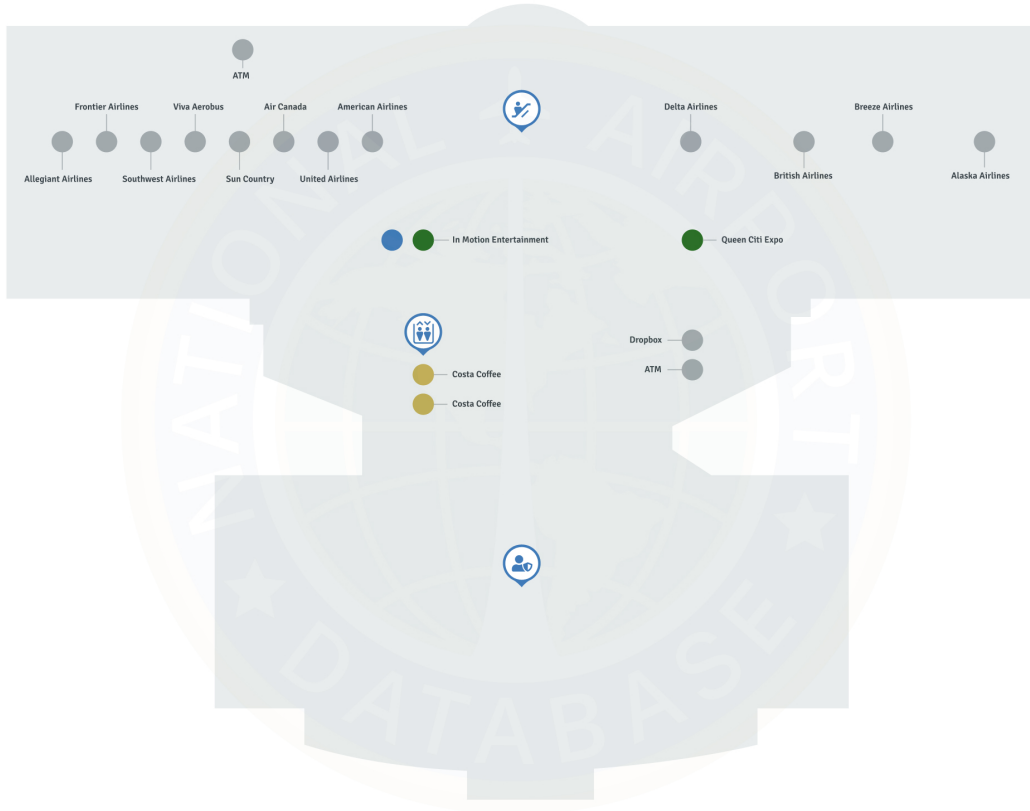 ATM
Frontier Airlines
Viva Aerobus
Air Canada
American Airlines
Delta Airlines
Breeze Airlines
Allegiant Airlines
Southwest Airlines
Sun Country
United Airlines
British Airlines
Alaska Airlines
In Motion Entertainment
Queen Citi Expo
Dropbox
ATM
Costa Coffee
Costa Coffee
NATIONAL AIRPORT
DATABASE